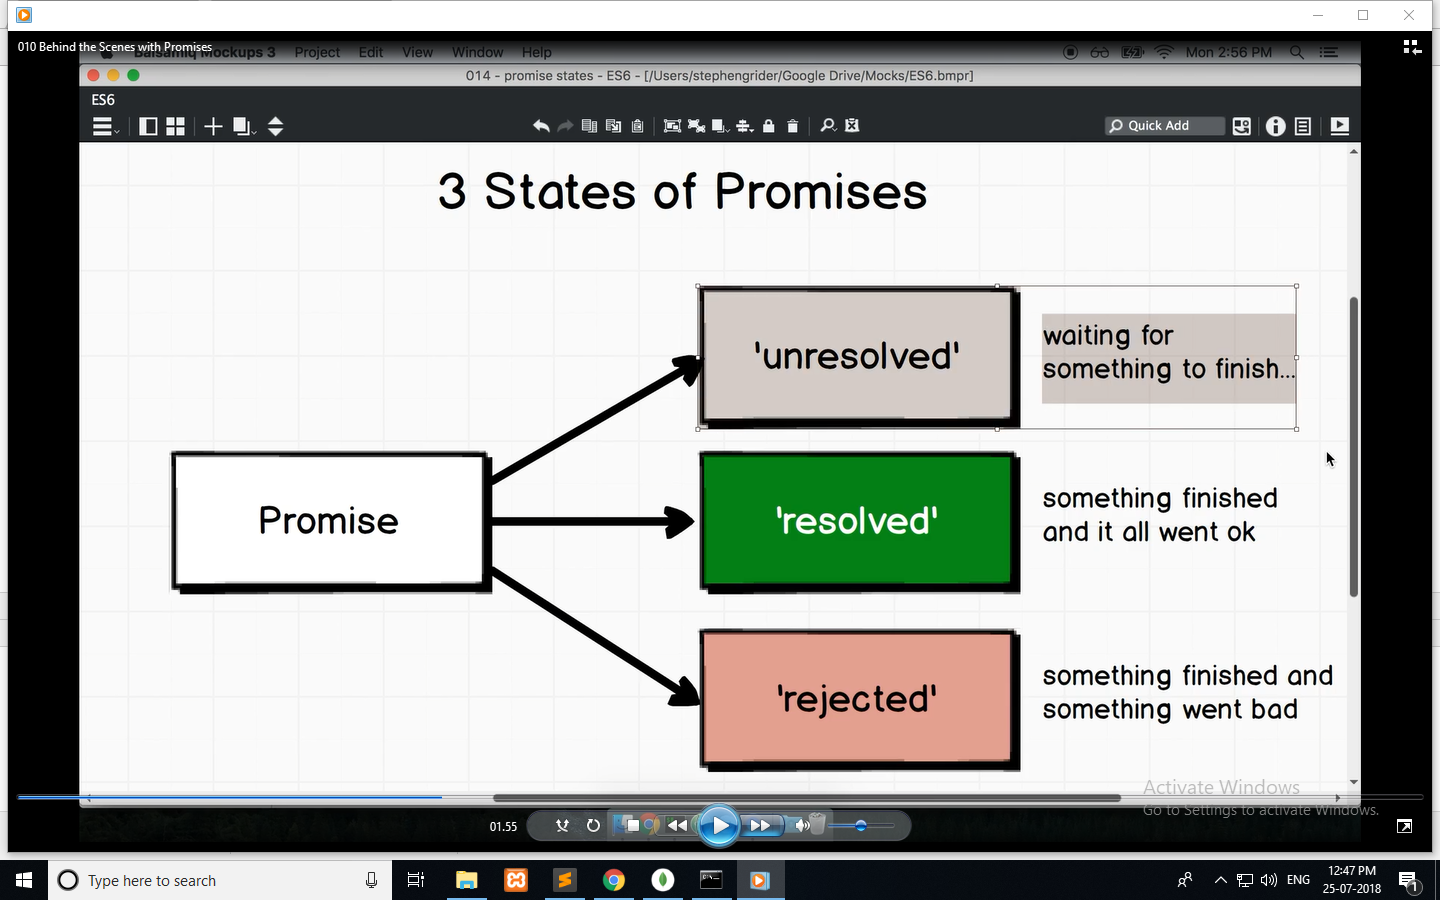 010 Behind the Scenes with Promises
Balsamiq Mockups 3 Project Edit View Window Help
Mon 2:56 PM
014 - promise states - ES6 - [/Users/stephengrider/Google Drive/Mocks/ES6.bmpr]
ES6
Quick Add
3 States of Promises
'unresolved'
waiting for
something to finish...
Promise
'resolved'
something finished
and it all went ok
'rejected'
something finished and
something went bad
Activate Windows
Go to Settings to activate Windows.
01.55
Type here to search
ENG
12:47 PM
25-07-2018
1